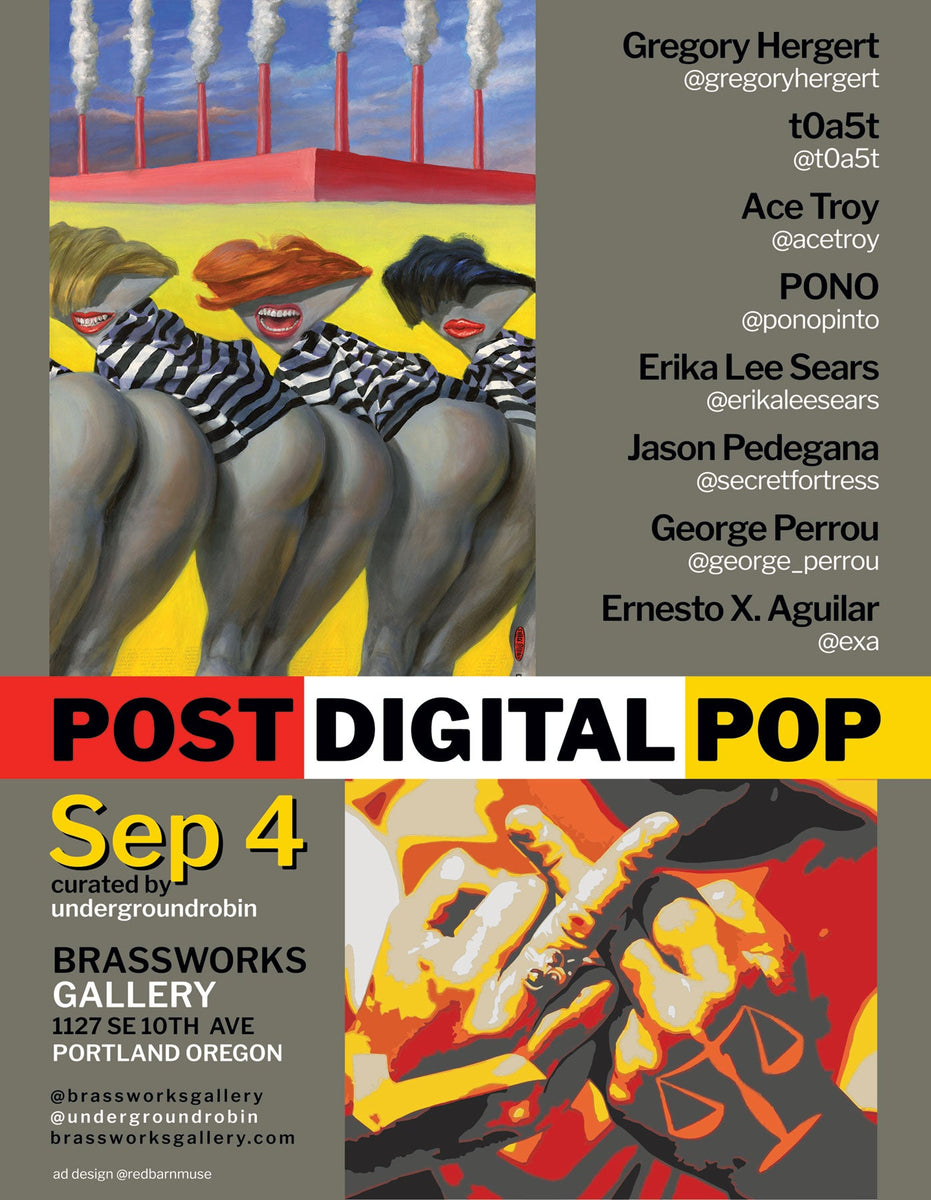 Gregory Hergert
@gregoryhergert
t0a5t
@t0a5t
Ace Troy
@acetroy
PONO
@ponopinto
Erika Lee Sears
@erikaleesears
Jason Pedegana
@secretfortress
George Perrou
@george_perrou
Ernesto X. Aguilar
@exa
POST DIGITAL POP
Sep 4
curated by
undergroundrobin
BRASSWORKS
GALLERY
1127 SE 10TH AVE
PORTLAND OREGON
@brassworksgallery
@undergroundrobin
brassworksgallery.com
ad design @redbarnmuse